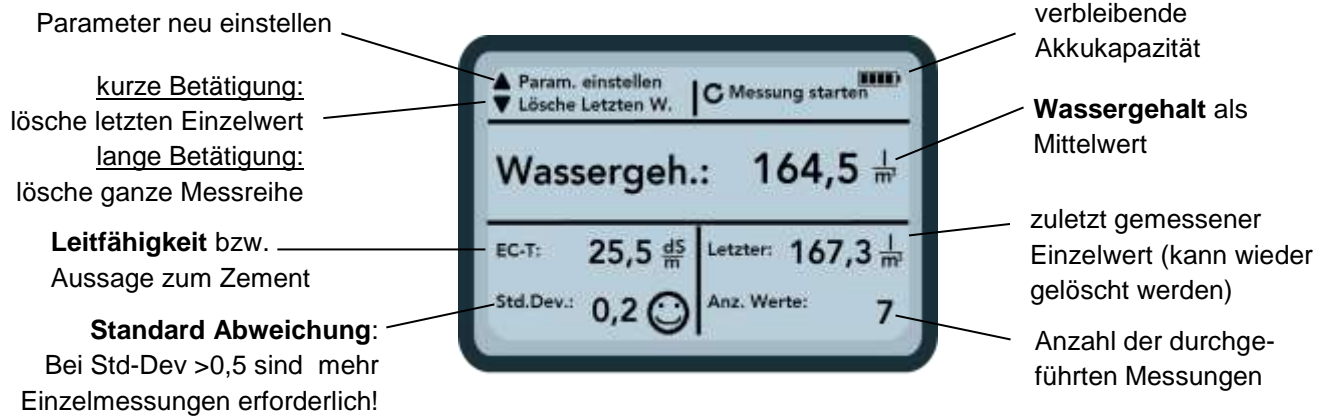 Parameter neu einstellen
kurze Betätigung:
lösche letzten Einzelwert
lange Betätigung:
lösche ganze Messreihe
Leitfähigkeit bzw.
Aussage zum Zement
Standard Abweichung:
Bei Std-Dev >0,5 sind mehr
Einzelmessungen erforderlich!
▲ Param. einstellen
▼ Lösche Letzten W.
Messung starten
Wassergeh.: 164,5 l/m³
EC-T: 25,5 dS/m
Std.Dev.: 0,2
Letzter: 167,3 l/m³
Anz. Werte: 7
verbleibende
Akkukapazität
Wassergehalt als
Mittelwert
zuletzt gemessener
Einzelwert (kann wieder
gelöscht werden)
Anzahl der durchge-
führten Messungen